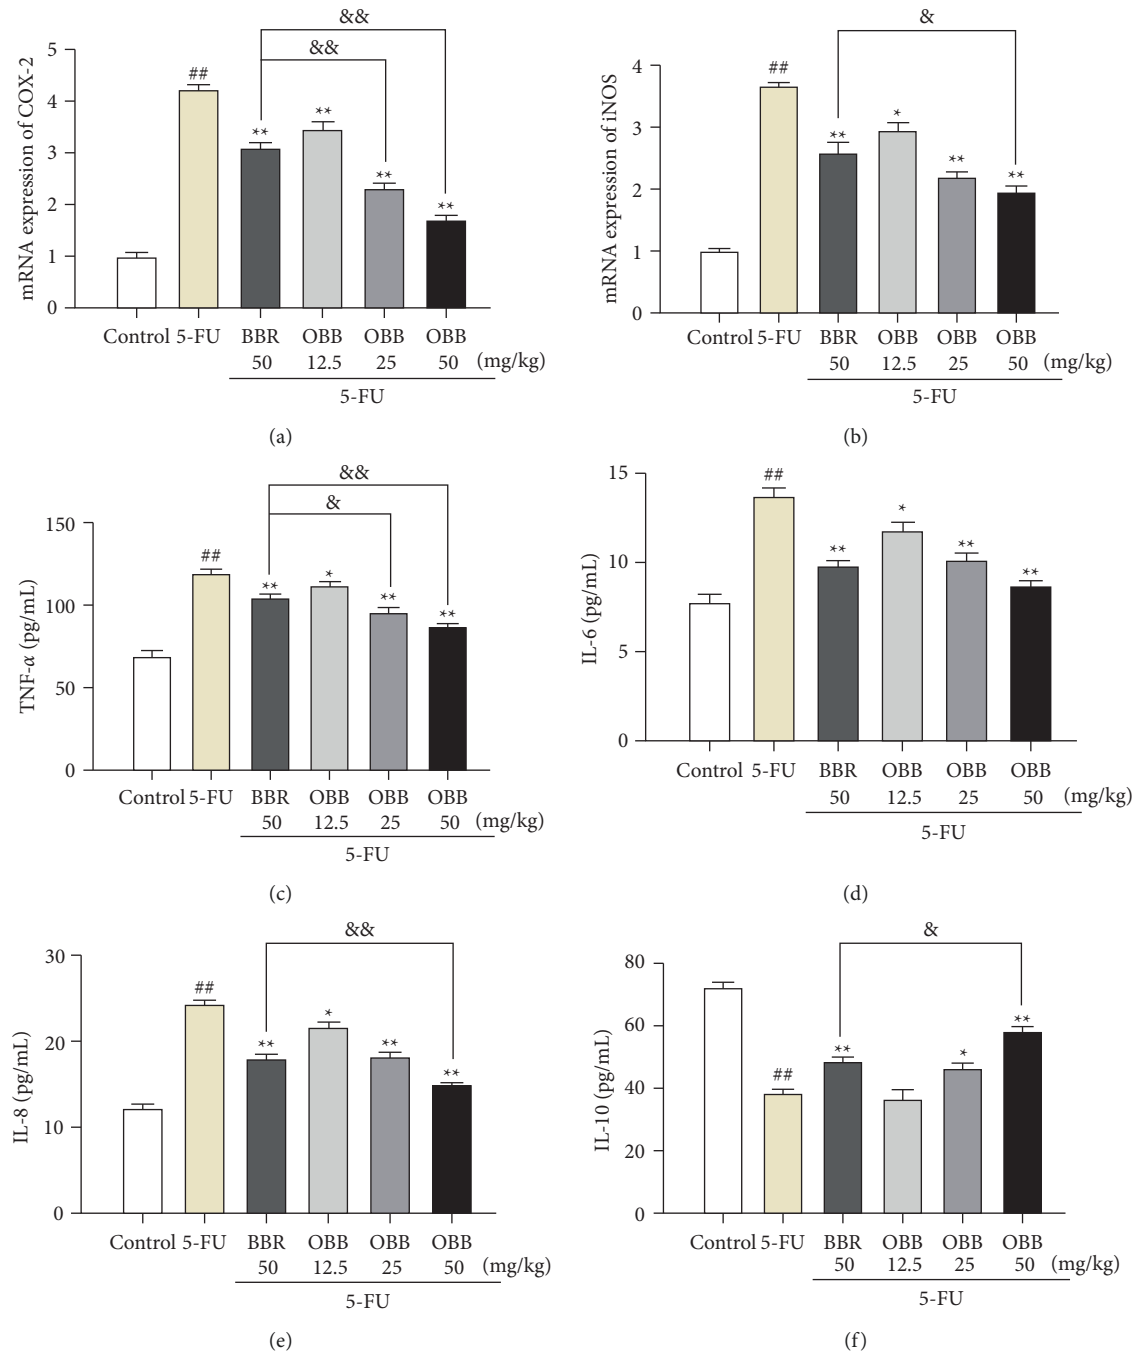 &&
&&
5
4
3
2
1
0
mRNA expression of COX-2
##
**
**
**
**
Control 5-FU BBR OBB OBB OBB
50 12.5 25 50 (mg/kg)
5-FU
(a)
&
4
3
2
1
0
mRNA expression of iNOS
##
**
*
**
**
Control 5-FU BBR OBB OBB OBB
50 12.5 25 50 (mg/kg)
5-FU
(b)
&&
&
150
100
50
0
TNF-α (pg/mL)
##
**
*
**
**
Control 5-FU BBR OBB OBB OBB
50 12.5 25 50 (mg/kg)
5-FU
(c)
15
10
5
0
IL-6 (pg/mL)
##
**
*
**
**
Control 5-FU BBR OBB OBB OBB
50 12.5 25 50 (mg/kg)
5-FU
(d)
&&
30
20
10
0
IL-8 (pg/mL)
##
**
*
**
**
Control 5-FU BBR OBB OBB OBB
50 12.5 25 50 (mg/kg)
5-FU
(e)
&
80
60
40
20
0
IL-10 (pg/mL)
##
**
*
**
Control 5-FU BBR OBB OBB OBB
50 12.5 25 50 (mg/kg)
5-FU
(f)